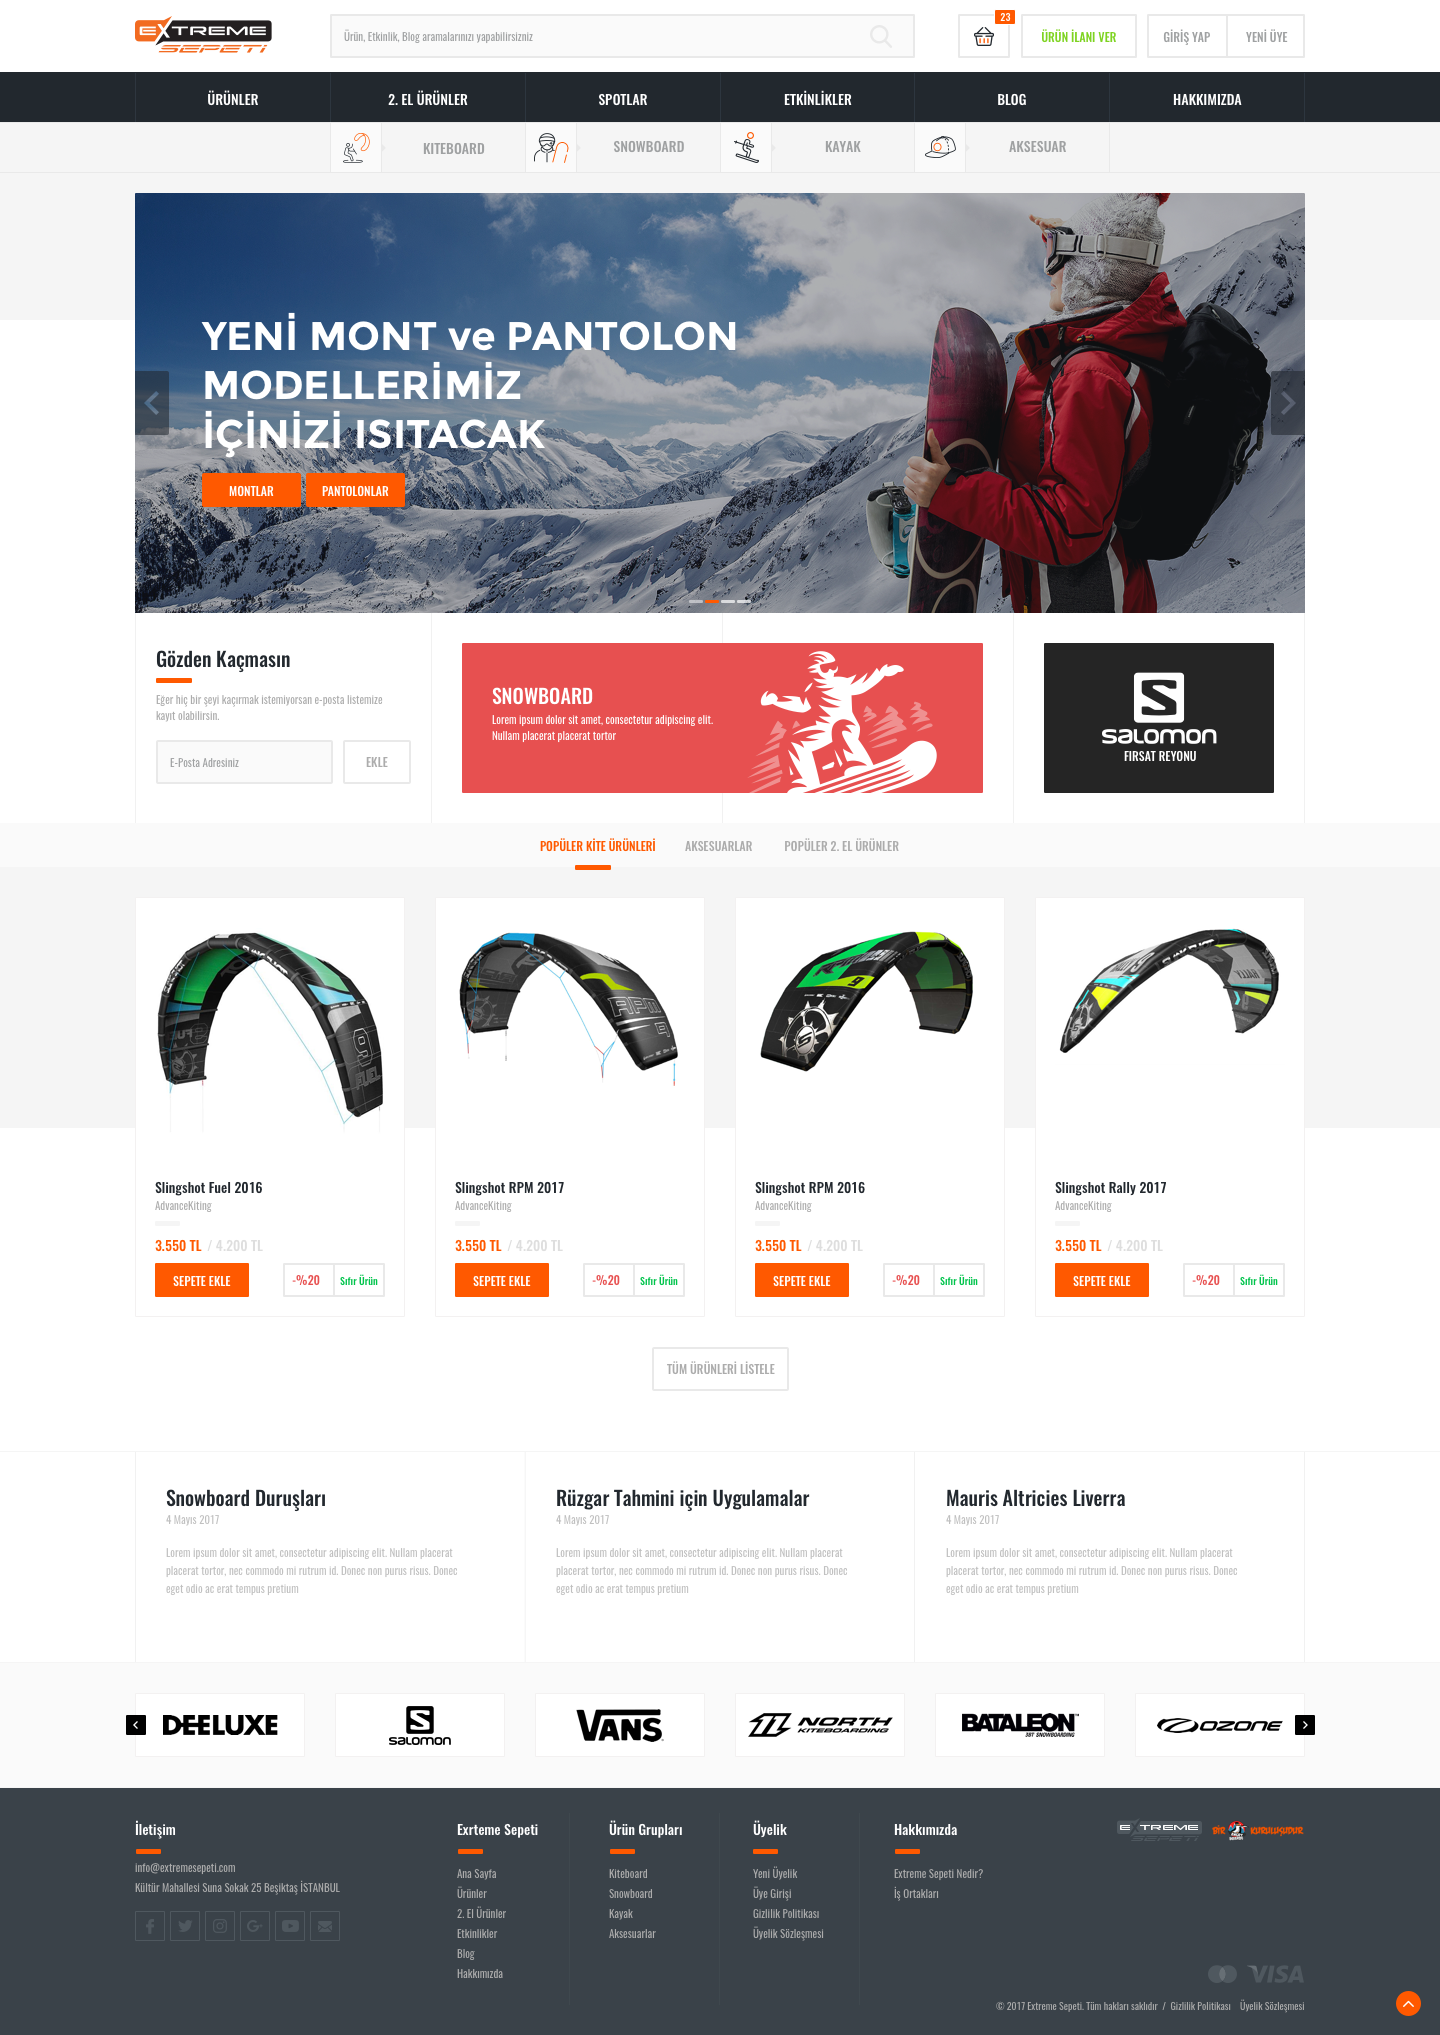 EXTREME
SEPETİ
Ürün, Etkinlik, Blog aramalarınızı yapabilirsizniz
23
ÜRÜN İLANI VER
GİRİŞ YAP
YENİ ÜYE
ÜRÜNLER
2. EL ÜRÜNLER
SPOTLAR
ETKİNLİKLER
BLOG
HAKKIMIZDA
KITEBOARD
SNOWBOARD
KAYAK
AKSESUAR
YENİ MONT ve PANTOLON
MODELLERİMİZ
İÇİNİZİ ISITACAK
MONTLAR
PANTOLONLAR
Gözden Kaçmasın
Eğer hiç bir şeyi kaçırmak istemiyorsan e-posta listemize
kayıt olabilirsin.
E-Posta Adresiniz
EKLE
SNOWBOARD
Lorem ipsum dolor sit amet, consectetur adipiscing elit.
Nullam placerat placerat tortor
SALOMON
FIRSAT REYONU
POPÜLER KİTE ÜRÜNLERİ
AKSESUARLAR
POPÜLER 2. EL ÜRÜNLER
9
FUEL
RPM
9
9
Slingshot Fuel 2016
AdvanceKiting
3.550 TL / 4.200 TL
SEPETE EKLE
-%20
Sıfır Ürün
Slingshot RPM 2017
AdvanceKiting
3.550 TL / 4.200 TL
SEPETE EKLE
-%20
Sıfır Ürün
Slingshot RPM 2016
AdvanceKiting
3.550 TL / 4.200 TL
SEPETE EKLE
-%20
Sıfır Ürün
Slingshot Rally 2017
AdvanceKiting
3.550 TL / 4.200 TL
SEPETE EKLE
-%20
Sıfır Ürün
TÜM ÜRÜNLERİ LİSTELE
Snowboard Duruşları
4 Mayıs 2017
Lorem ipsum dolor sit amet, consectetur adipiscing elit. Nullam placerat
placerat tortor, nec commodo mi rutrum id. Donec non purus risus. Donec
eget odio ac erat tempus pretium
Rüzgar Tahmini için Uygulamalar
4 Mayıs 2017
Lorem ipsum dolor sit amet, consectetur adipiscing elit. Nullam placerat
placerat tortor, nec commodo mi rutrum id. Donec non purus risus. Donec
eget odio ac erat tempus pretium
Mauris Altricies Liverra
4 Mayıs 2017
Lorem ipsum dolor sit amet, consectetur adipiscing elit. Nullam placerat
placerat tortor, nec commodo mi rutrum id. Donec non purus risus. Donec
eget odio ac erat tempus pretium
DEELUXE
SALOMON
VANS
NORTH
KITEBOARDING
BATALEON
3BT SNOWBOARDING
OZONE
İletişim
info@extremesepeti.com
Kültür Mahallesi Suna Sokak 25 Beşiktaş İSTANBUL
Exrteme Sepeti
Ana Sayfa
Ürünler
2. El Ürünler
Etkinlikler
Blog
Hakkımızda
Ürün Grupları
Kiteboard
Snowboard
Kayak
Aksesuarlar
Üyelik
Yeni Üyelik
Üye Girişi
Gizlilik Politikası
Üyelik Sözleşmesi
Hakkımızda
Extreme Sepeti Nedir?
İş Ortakları
EXTREME
SEPETİ
BİR
KURULUŞUDUR
VISA
© 2017 Extreme Sepeti. Tüm hakları saklıdır / Gizlilik Politikası Üyelik Sözleşmesi